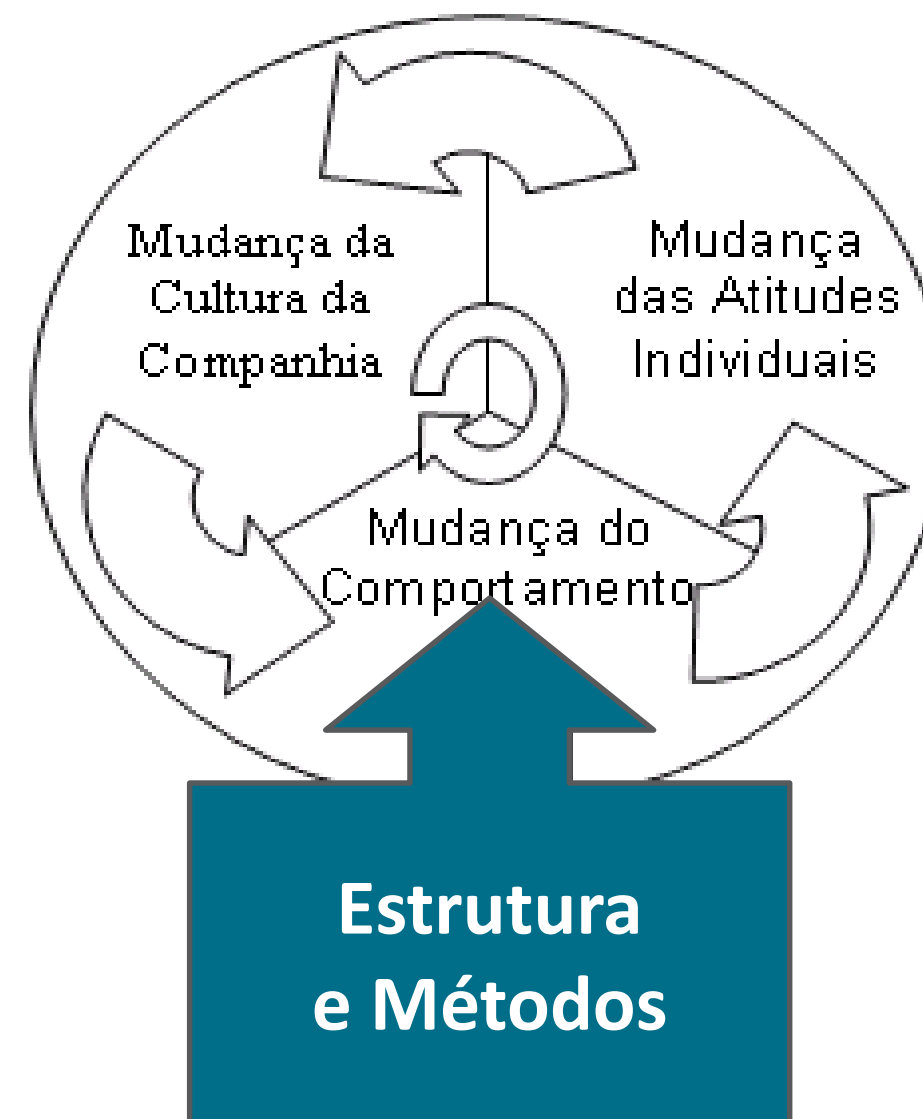 Mudança da
Cultura da
Companhia
Mudança
das Atitudes
Individuais
Mudança do
Comportamento
Estrutura
e Métodos